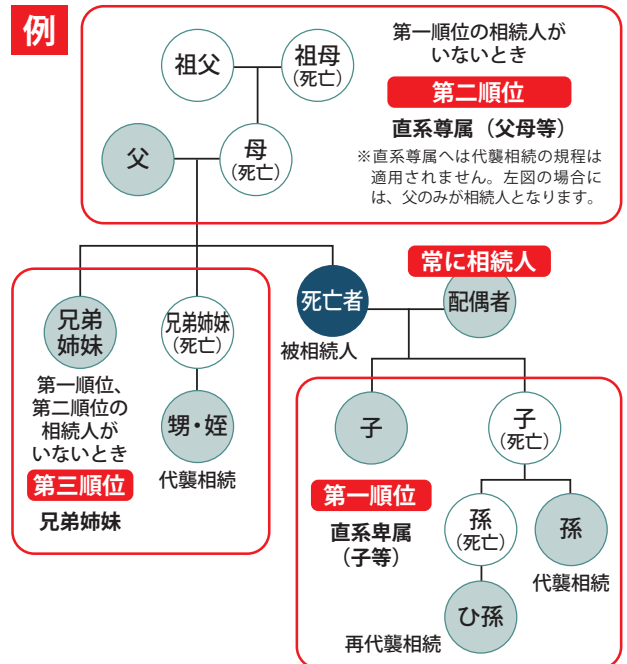 例
祖父
祖母
(死亡)
第一順位の相続人が
いないとき
第二順位
直系尊属（父母等）
※直系尊属へは代襲相続の規程は
適用されません。左図の場合に
は、父のみが相続人となります。
父
母
(死亡)
常に相続人
死亡者
配偶者
被相続人
兄弟
姉妹
兄弟姉妹
(死亡)
第一順位、
第二順位の
相続人が
いないとき
第三順位
兄弟姉妹
甥・姪
代襲相続
子
子
(死亡)
第一順位
直系卑属
（子等）
孫
(死亡)
孫
代襲相続
ひ孫
再代襲相続